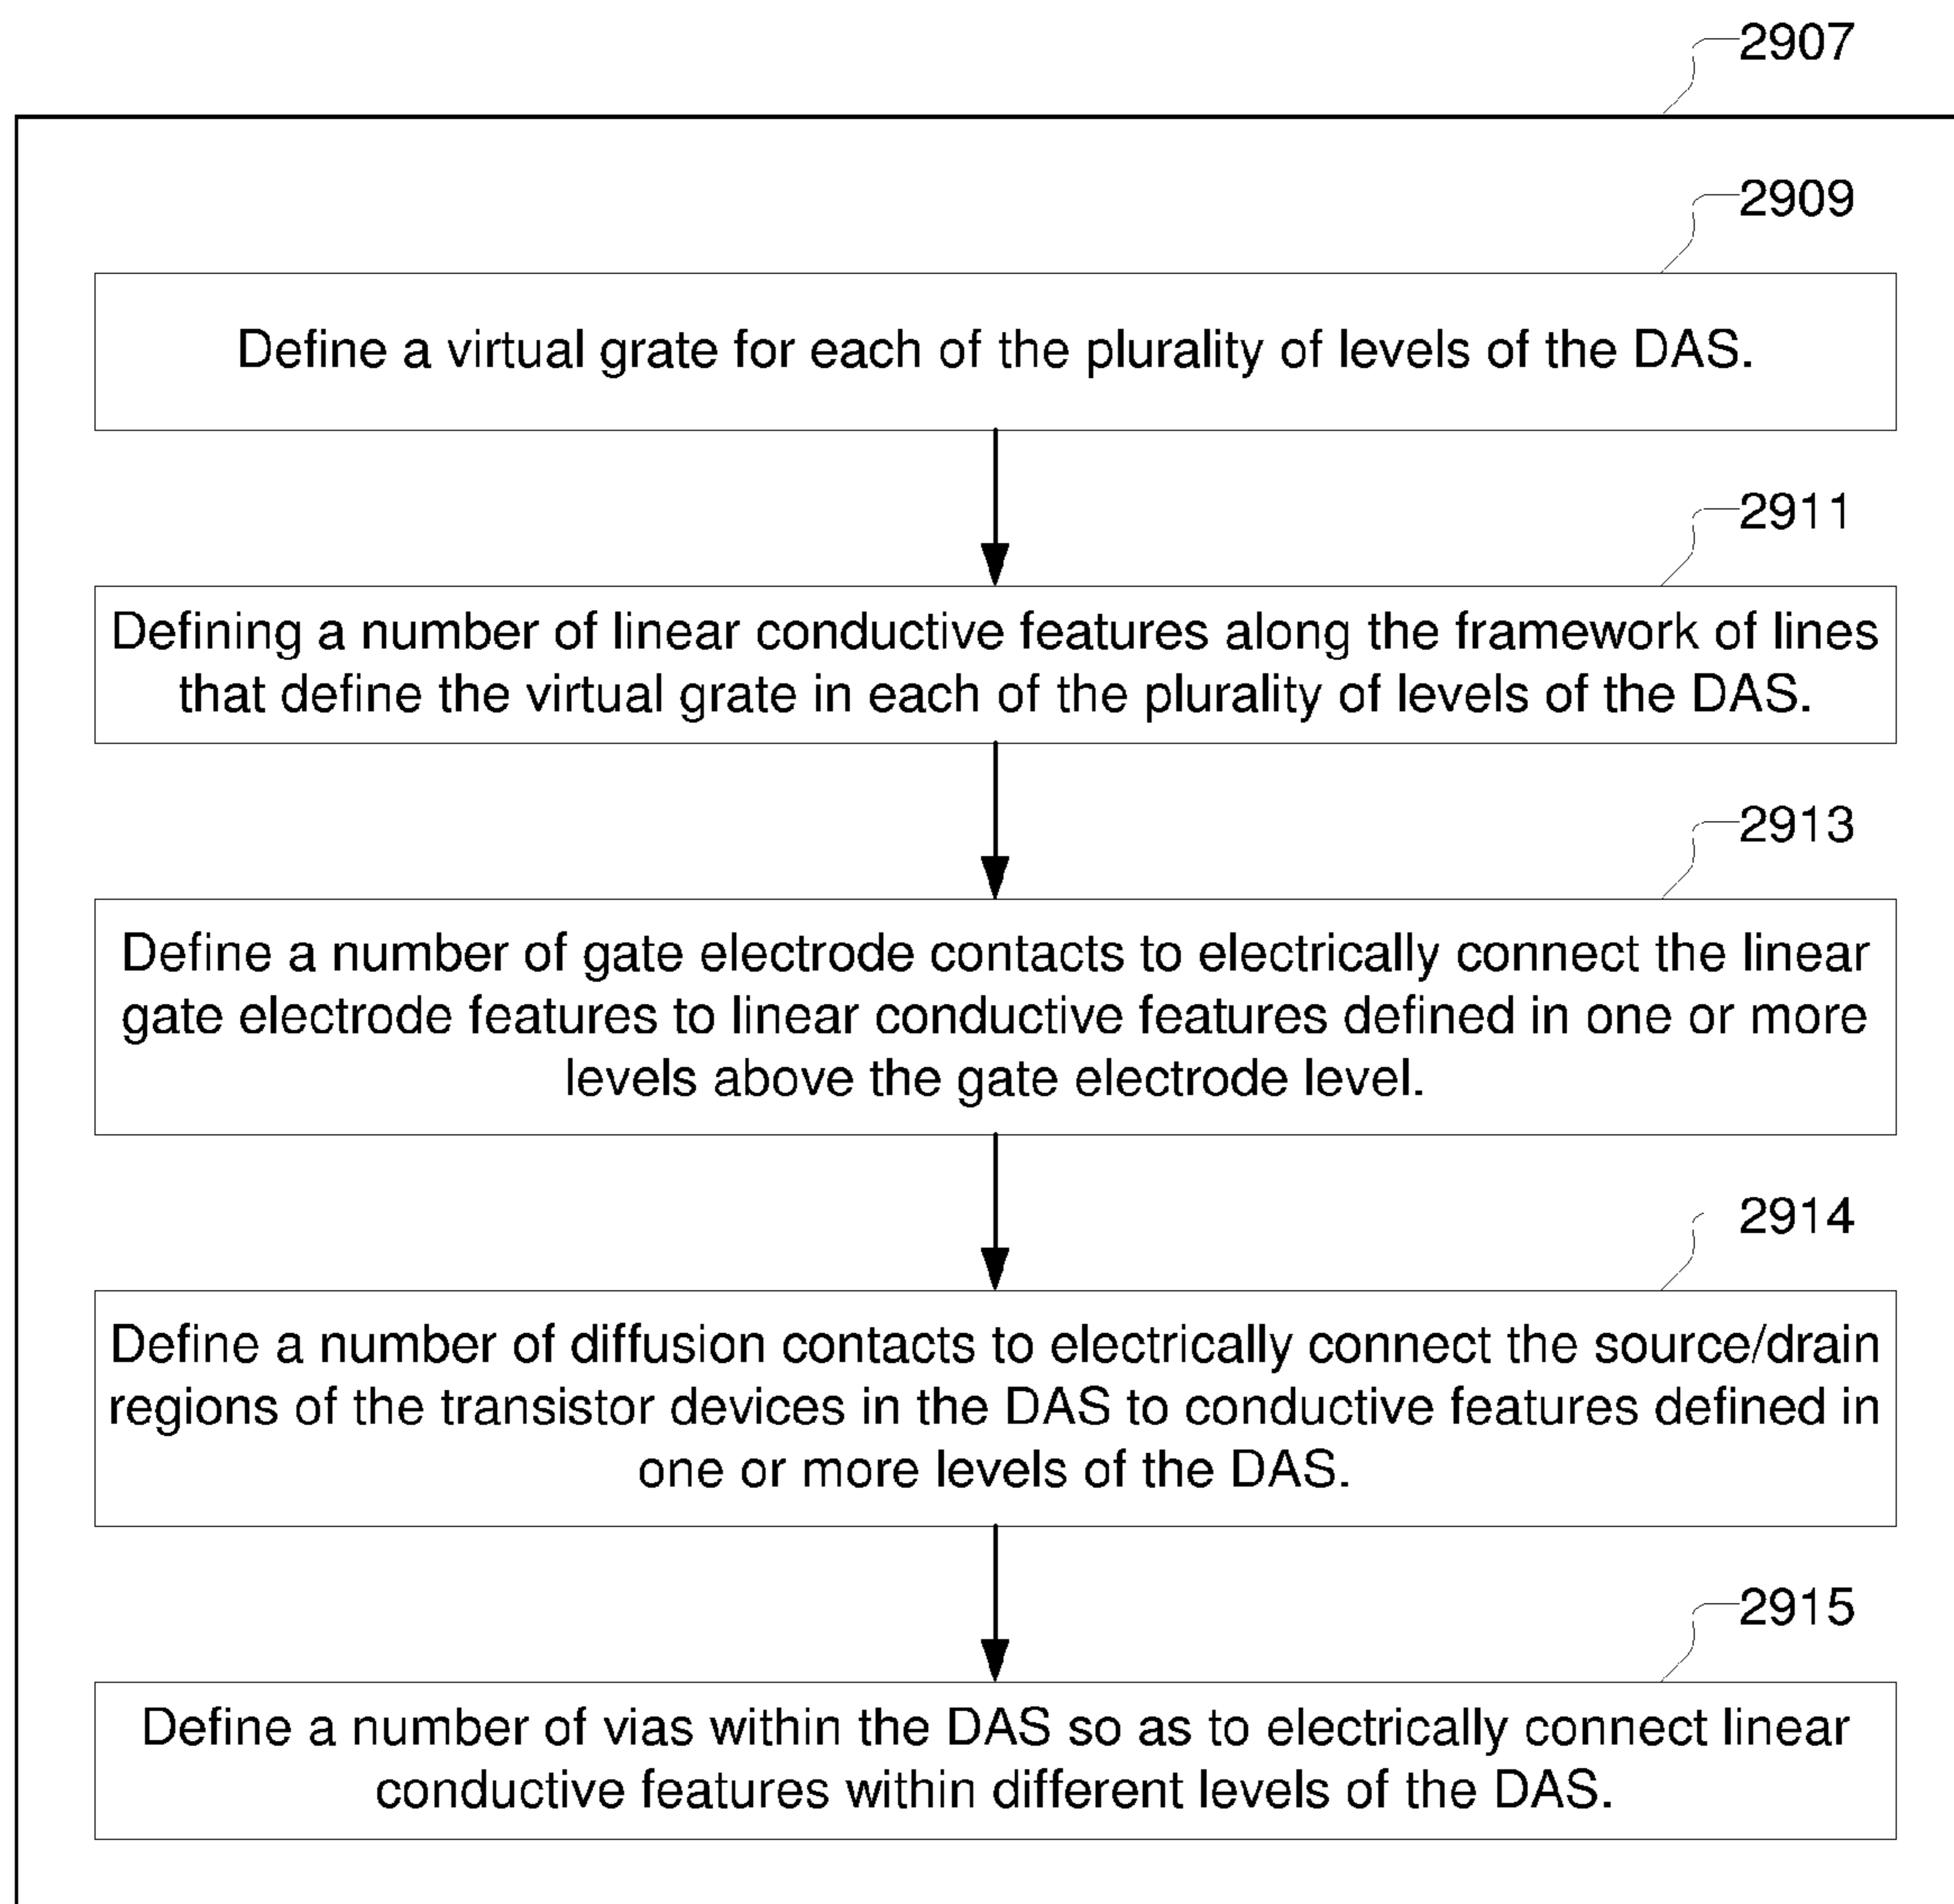 2907
2909
Define a virtual grate for each of the plurality of levels of the DAS.
2911
Defining a number of linear conductive features along the framework of lines
that define the virtual grate in each of the plurality of levels of the DAS.
2913
Define a number of gate electrode contacts to electrically connect the linear
gate electrode features to linear conductive features defined in one or more
levels above the gate electrode level.
2914
Define a number of diffusion contacts to electrically connect the source/drain
regions of the transistor devices in the DAS to conductive features defined in
one or more levels of the DAS.
2915
Define a number of vias within the DAS so as to electrically connect linear
conductive features within different levels of the DAS.